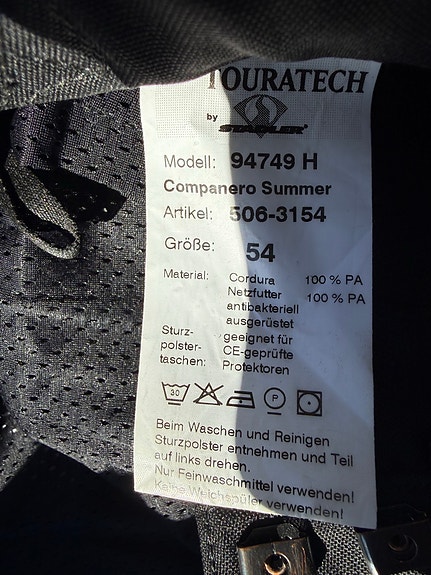 TOURATECH
by STADLER
Modell: 94749 H
Companero Summer
Artikel: 506-3154
Größe: 54
Material: Cordura 100 % PA
Netzfutter 100 % PA
antibakteriell
ausgerüstet
Sturz- geeignet für
polster- CE-geprüfte
taschen: Protektoren
30 P
Beim Waschen und Reinigen
Sturzpolster entnehmen und Teil
auf links drehen.
Nur Feinwaschmittel verwenden!
Keine Weichspüler verwenden!